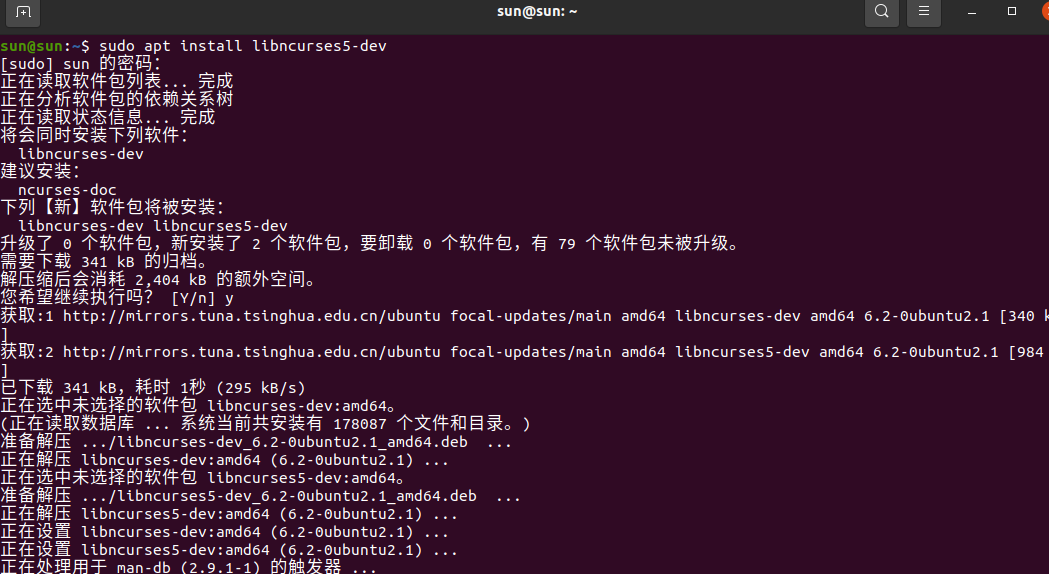 sun@sun: ~
sun@sun:~$ sudo apt install libncurses5-dev
[sudo] sun 的密码：
正在读取软件包列表... 完成
正在分析软件包的依赖关系树
正在读取状态信息... 完成
将会同时安装下列软件：
  libncurses-dev
建议安装：
  ncurses-doc
下列【新】软件包将被安装：
  libncurses-dev libncurses5-dev
升级了 0 个软件包，新安装了 2 个软件包，要卸载 0 个软件包，有 79 个软件包未被升级。
需要下载 341 kB 的归档。
解压缩后会消耗 2,404 kB 的额外空间。
您希望继续执行吗？ [Y/n] y
获取:1 http://mirrors.tuna.tsinghua.edu.cn/ubuntu focal-updates/main amd64 libncurses-dev amd64 6.2-0ubuntu2.1 [340 k
]
获取:2 http://mirrors.tuna.tsinghua.edu.cn/ubuntu focal-updates/main amd64 libncurses5-dev amd64 6.2-0ubuntu2.1 [984
]
已下载 341 kB，耗时 1秒 (295 kB/s)
正在选中未选择的软件包 libncurses-dev:amd64。
(正在读取数据库 ... 系统当前共安装有 178087 个文件和目录。)
准备解压 .../libncurses-dev_6.2-0ubuntu2.1_amd64.deb  ...
正在解压 libncurses-dev:amd64 (6.2-0ubuntu2.1) ...
正在选中未选择的软件包 libncurses5-dev:amd64。
准备解压 .../libncurses5-dev_6.2-0ubuntu2.1_amd64.deb  ...
正在解压 libncurses5-dev:amd64 (6.2-0ubuntu2.1) ...
正在设置 libncurses-dev:amd64 (6.2-0ubuntu2.1) ...
正在设置 libncurses5-dev:amd64 (6.2-0ubuntu2.1) ...
正在处理用于 man-db (2.9.1-1) 的触发器 ...